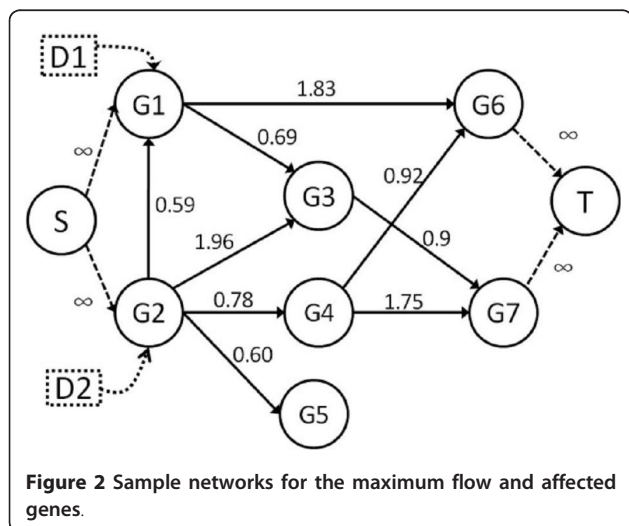 D1
G1
1.83
G6
∞
0.69
∞
0.92
G3
T
S
0.59
1.96
0.9
∞
∞
G2
0.78
G4
1.75
G7
0.60
D2
G5
Figure 2 Sample networks for the maximum flow and affected
genes.